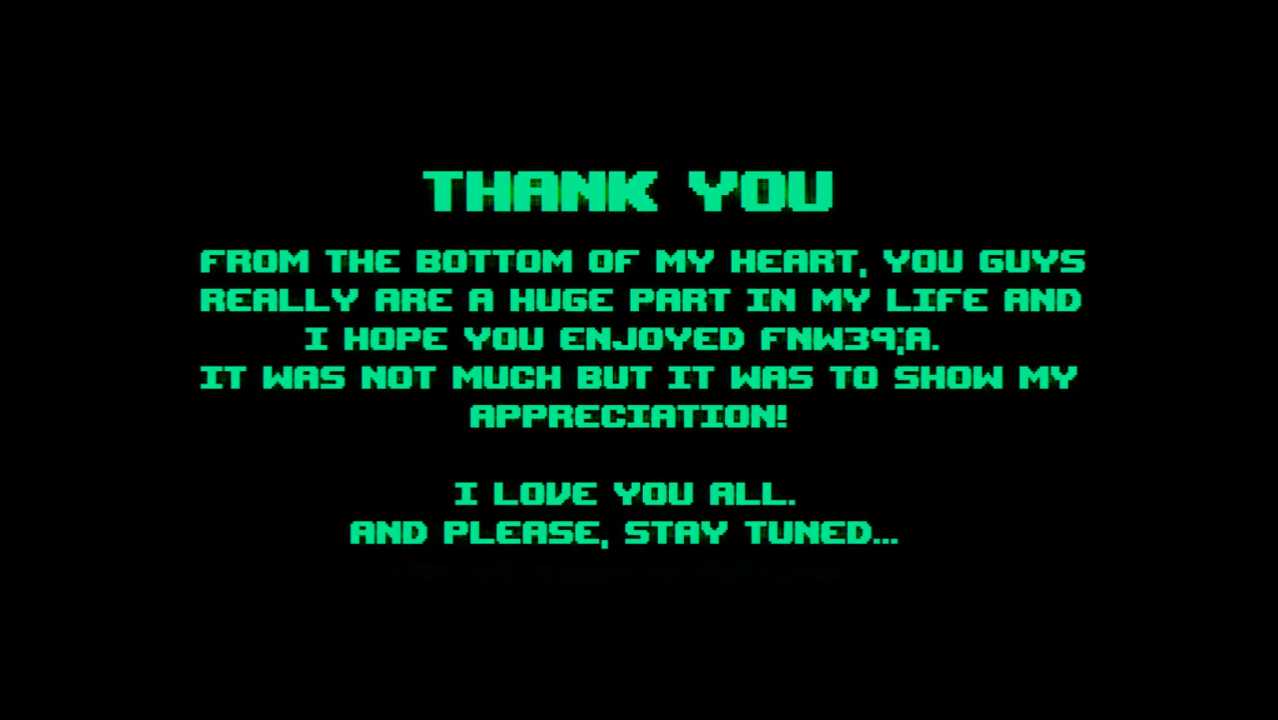 THANK YOU
FROM THE BOTTOM OF MY HEART, YOU GUYS
REALLY ARE A HUGE PART IN MY LIFE AND
I HOPE YOU ENJOYED FNW39;A.
IT WAS NOT MUCH BUT IT WAS TO SHOW MY
APPRECIATION!
I LOVE YOU ALL.
AND PLEASE, STAY TUNED...